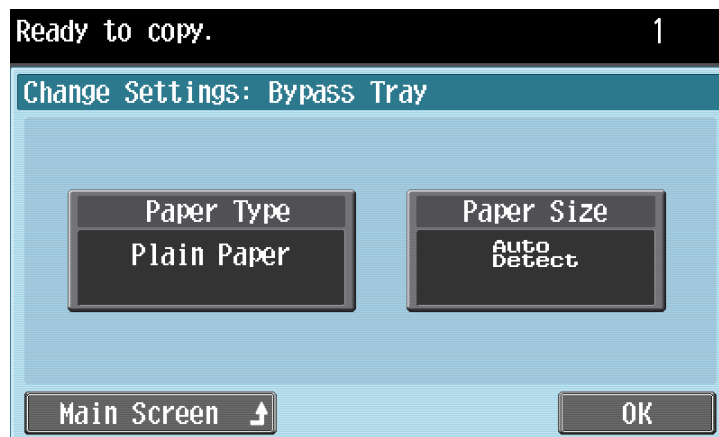 Ready to copy. 1
Change Settings: Bypass Tray
Paper Type
Plain Paper
Paper Size
Auto
Detect
Main Screen
OK